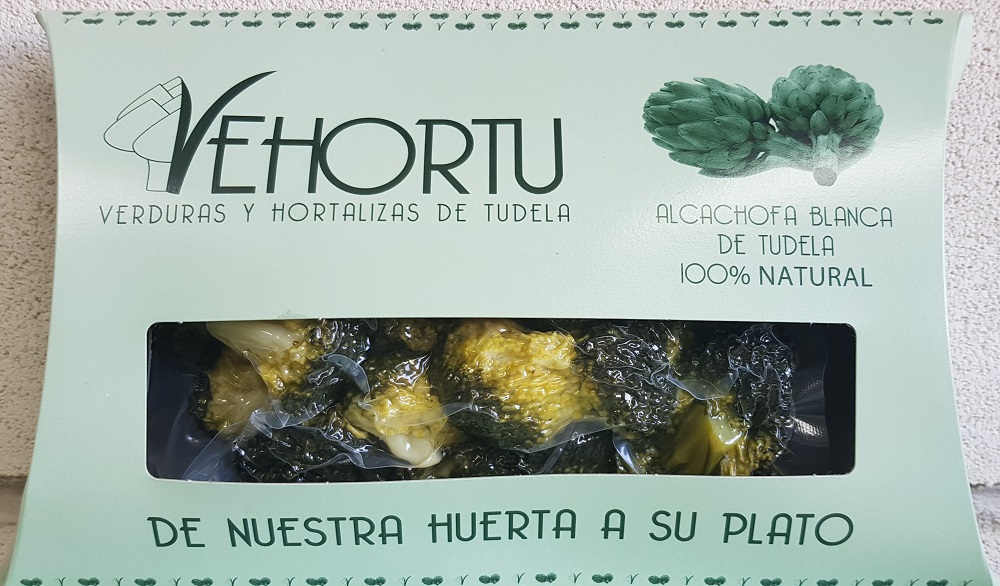 VEHORTU
VERDURAS Y HORTALIZAS DE TUDELA
ALCACHOFA BLANCA
DE TUDELA
100% NATURAL
DE NUESTRA HUERTA A SU PLATO